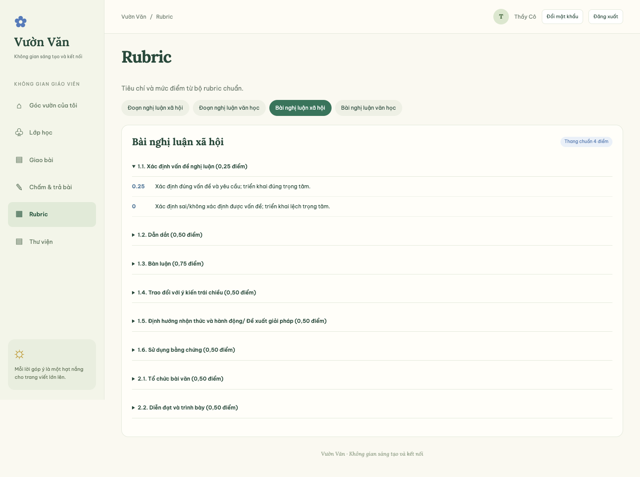 Vườn Văn
Không gian sáng tạo và kết nối
KHÔNG GIAN GIÁO VIÊN
Góc vườn của tôi
Lớp học
Giao bài
Chấm & trả bài
Rubric
Thư viện
Mỗi lời góp ý là một hạt nắng
cho trang viết lớn lên.
Vườn Văn / Rubric
T Thầy Cô Đổi mật khẩu Đăng xuất
Rubric
Tiêu chí và mức điểm từ bộ rubric chuẩn.
Đoạn nghị luận xã hội Đoạn nghị luận văn học Bài nghị luận xã hội Bài nghị luận văn học
Bài nghị luận xã hội Thang chuẩn 4 điểm
1.1. Xác định vấn đề nghị luận (0,25 điểm)
0.25 Xác định đúng vấn đề và yêu cầu; triển khai đúng trọng tâm.
0 Xác định sai/không xác định được vấn đề; triển khai lệch trọng tâm.
1.2. Dẫn dắt (0,50 điểm)
1.3. Bàn luận (0,75 điểm)
1.4. Trao đổi với ý kiến trái chiều (0,50 điểm)
1.5. Định hướng nhận thức và hành động/ Đề xuất giải pháp (0,50 điểm)
1.6. Sử dụng bằng chứng (0,50 điểm)
2.1. Tổ chức bài văn (0,50 điểm)
2.2. Diễn đạt và trình bày (0,50 điểm)
Vườn Văn · Không gian sáng tạo và kết nối